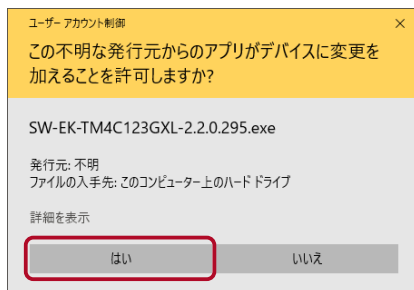 ユーザー アカウント制御
この不明な発行元からのアプリがデバイスに変更を
加えることを許可しますか?
SW-EK-TM4C123GXL-2.2.0.295.exe
発行元: 不明
ファイルの入手先: このコンピューター上のハード ドライブ
詳細を表示
はい いいえ